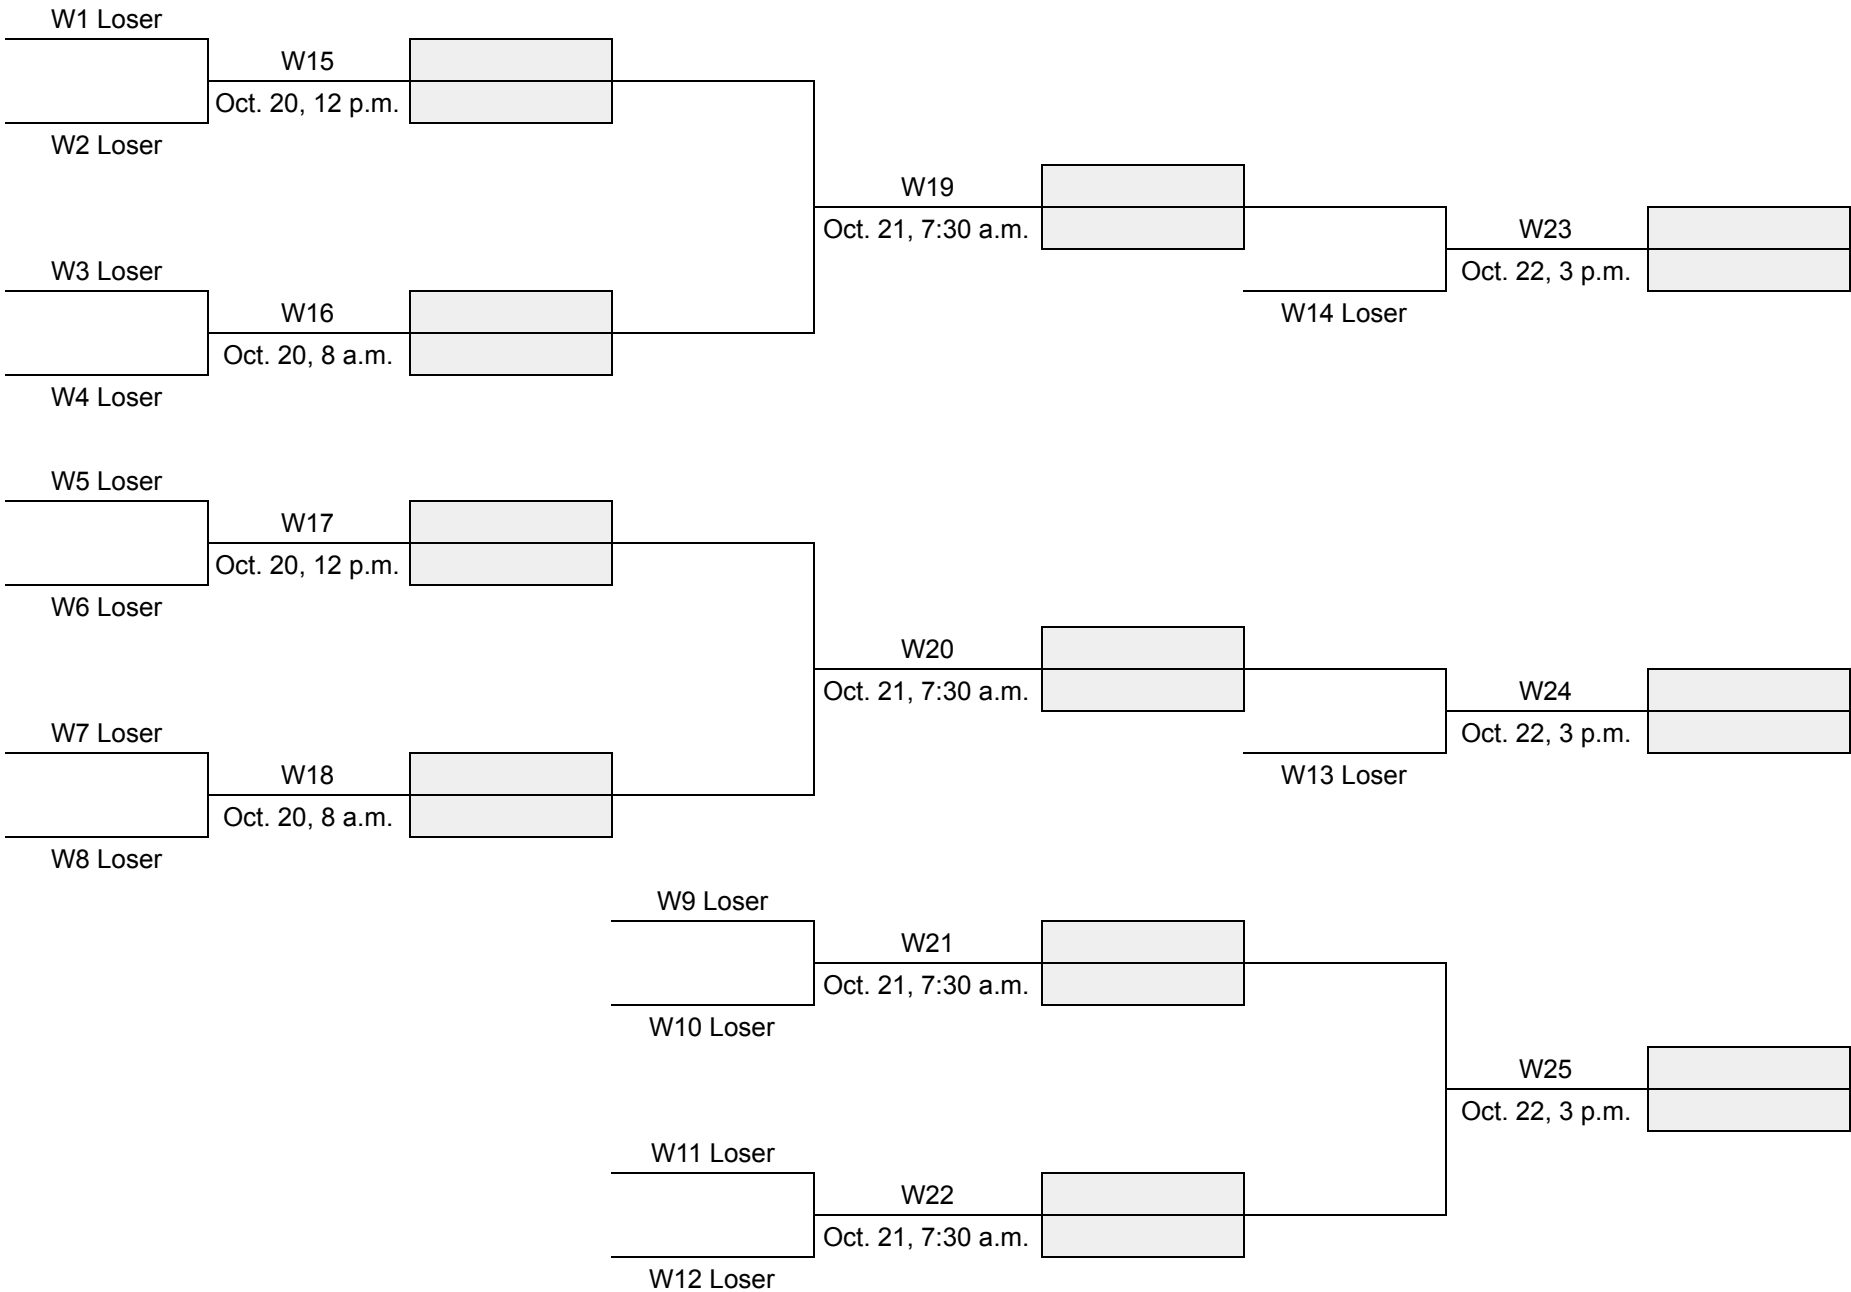 W1 Loser
W15
Oct. 20, 12 p.m.
W2 Loser
W19
Oct. 21, 7:30 a.m.
W23
Oct. 22, 3 p.m.
W3 Loser
W16
W14 Loser
Oct. 20, 8 a.m.
W4 Loser
W5 Loser
W17
Oct. 20, 12 p.m.
W6 Loser
W20
Oct. 21, 7:30 a.m.
W24
Oct. 22, 3 p.m.
W7 Loser
W18
W13 Loser
Oct. 20, 8 a.m.
W8 Loser
W9 Loser
W21
Oct. 21, 7:30 a.m.
W10 Loser
W25
Oct. 22, 3 p.m.
W11 Loser
W22
Oct. 21, 7:30 a.m.
W12 Loser